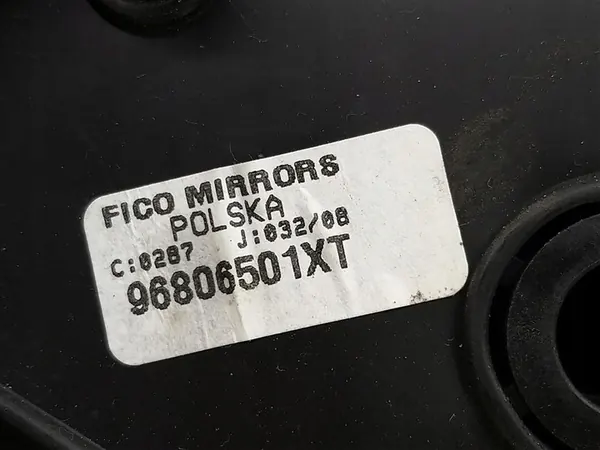 FICO MIRRORS
POLSKA
C:0287 J:032/08
96806501XT